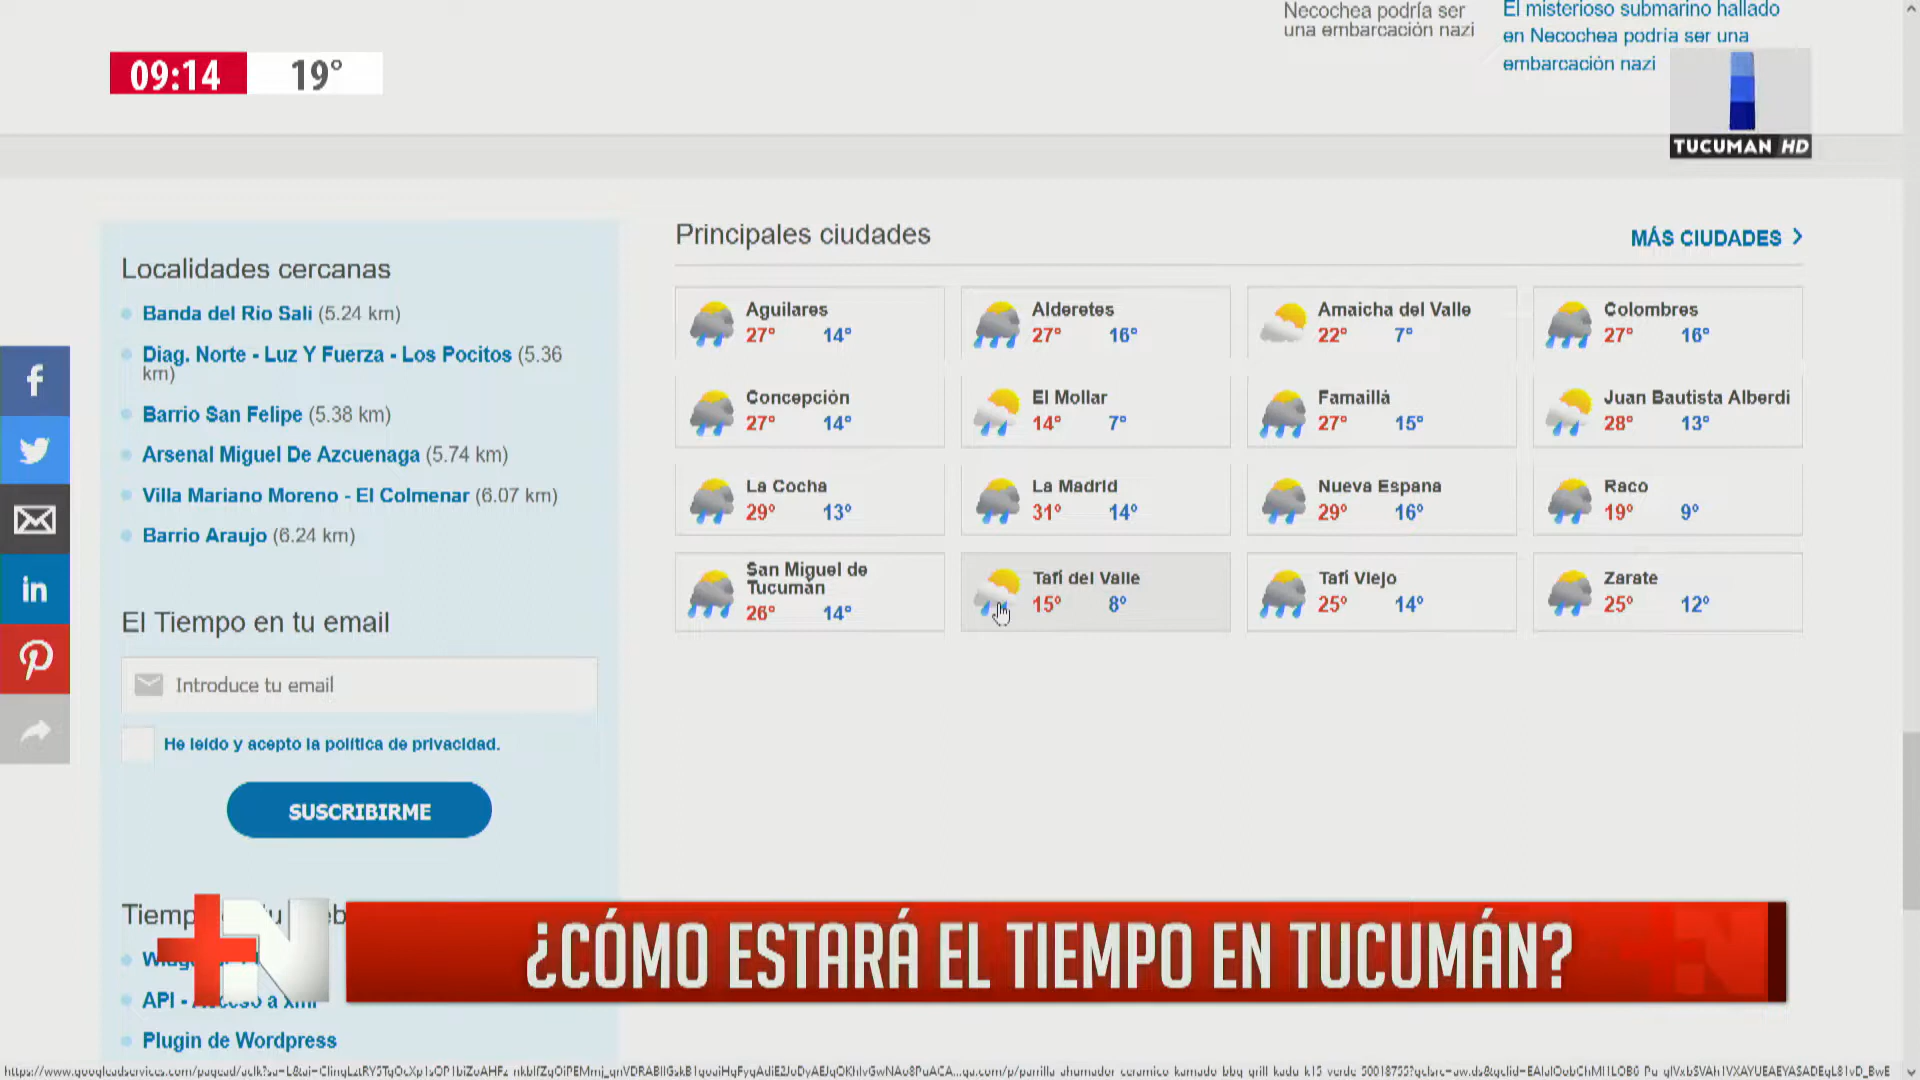 Necochea podría ser
una embarcación nazi
El misterioso submarino hallado
en Necochea podría ser una
embarcación nazi
09:14
19°
TUCUMAN HD
Principales ciudades
MÁS CIUDADES
Localidades cercanas
Banda del Rio Sali (5.24 km)
Diag. Norte - Luz Y Fuerza - Los Pocitos (5.36
km)
Barrio San Felipe (5.38 km)
Arsenal Miguel De Azcuenaga (5.74 km)
Villa Mariano Moreno - El Colmenar (6.07 km)
Barrio Araujo (6.24 km)
Aguilares
27° 14°
Alderetes
27° 16°
Amaicha del Valle
22° 7°
Colombres
27° 16°
Concepción
27° 14°
El Mollar
14° 7°
Famaillá
27° 15°
Juan Bautista Alberdi
28° 13°
La Cocha
29° 13°
La Madrid
31° 14°
Nueva Espana
29° 16°
Raco
19° 9°
San Miguel de
Tucumán
26° 14°
Tafí del Valle
15° 8°
Tafí Viejo
25° 14°
Zarate
25° 12°
El Tiempo en tu email
Introduce tu email
He leído y acepto la política de privacidad.
SUSCRIBIRME
+N
¿CÓMO ESTARÁ EL TIEMPO EN TUCUMÁN?
API - Acceso a xml
Plugin de Wordpress